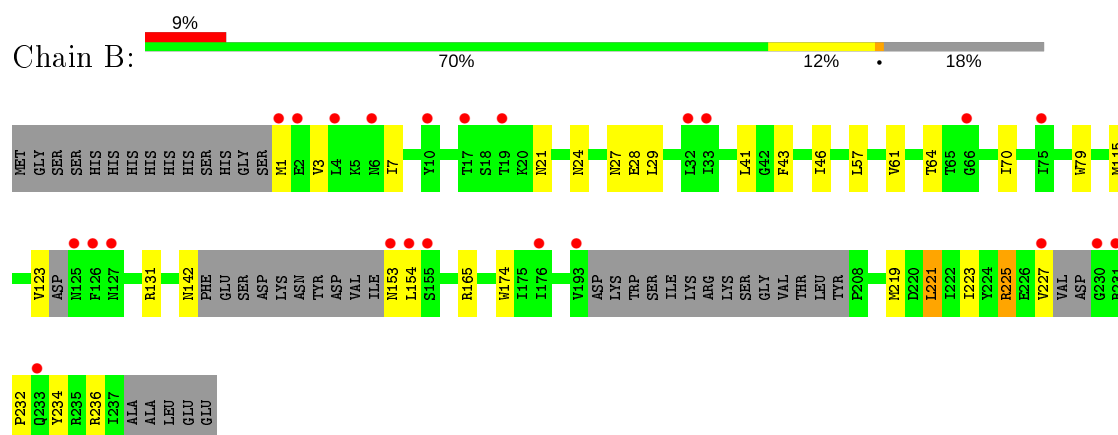 9%
Chain B:
70% 12% • 18%
MET GLY SER SER HIS HIS HIS HIS HIS HIS SER HIS GLY SER M1 E2 V3 L4 K5 N6 I7 Y10 T17 S18 T19 K20 N21 N24 N27 E28 L29 L32 I33 L41 G42 F43 I46 L57 V61 T64 T65 G66 I70 I75 W79 M115
V123 ASP N125 F126 N127 R131 N142 PHE GLU SER ASP LYS ASN TYR ASP VAL ILE N153 L154 S155 R165 W174 I175 I176 V193 ASP LYS TRP SER ILE LYS ARG LYS SER GLY VAL THR LEU TYR P208 M219 D220 L221 I222 I223 Y224 R225 E226 V227 VAL ASP G230 R231
P232 Q233 Y234 R235 R236 I237 ALA ALA LEU GLU GLU